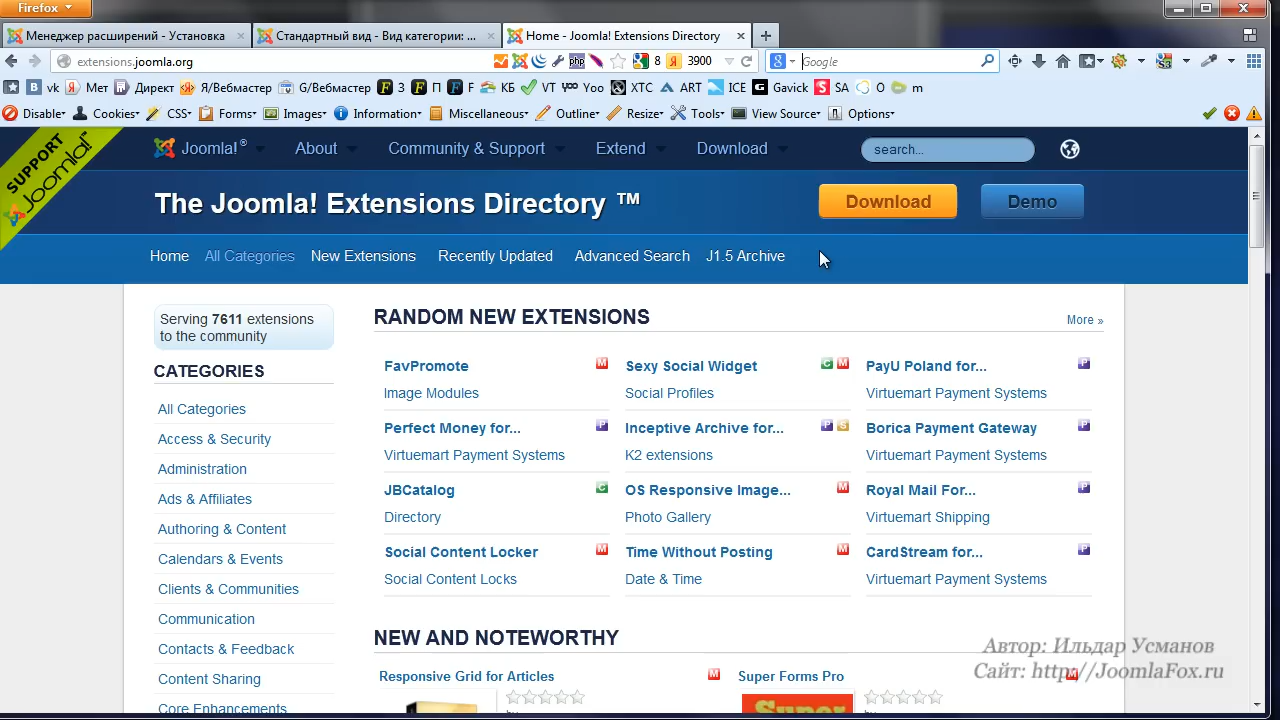 Firefox
Менеджер расширений - Установка
Стандартный вид - Вид категории: ...
Home - Joomla! Extensions Directory
extensions.joomla.org
php
8
3900
Google
vk
Мет
Директ
Я/Вебмастер
G/Вебмастер
З
П
F
КБ
VT
Yoo
XTC
ART
ICE
Gavick
SA
O
m
Disable
Cookies
CSS
Forms
Images
Information
Miscellaneous
Outline
Resize
Tools
View Source
Options
SUPPORT
Joomla!
Joomla!®
About
Community & Support
Extend
Download
search...
The Joomla! Extensions Directory ™
Download
Demo
Home
All Categories
New Extensions
Recently Updated
Advanced Search
J1.5 Archive
Serving 7611 extensions
to the community
CATEGORIES
All Categories
Access & Security
Administration
Ads & Affiliates
Authoring & Content
Calendars & Events
Clients & Communities
Communication
Contacts & Feedback
Content Sharing
Core Enhancements
RANDOM NEW EXTENSIONS
More »
FavPromote
M
Image Modules
Sexy Social Widget
C M
Social Profiles
PayU Poland for...
P
Virtuemart Payment Systems
Perfect Money for...
P
Virtuemart Payment Systems
Inceptive Archive for...
P S
K2 extensions
Borica Payment Gateway
P
Virtuemart Payment Systems
JBCatalog
C
Directory
OS Responsive Image...
M
Photo Gallery
Royal Mail For...
P
Virtuemart Shipping
Social Content Locker
M
Social Content Locks
Time Without Posting
M
Date & Time
CardStream for...
P
Virtuemart Payment Systems
NEW AND NOTEWORTHY
Responsive Grid for Articles
M
Super Forms Pro
M
Super
Автор: Ильдар Усманов
Сайт: http://JoomlaFox.ru